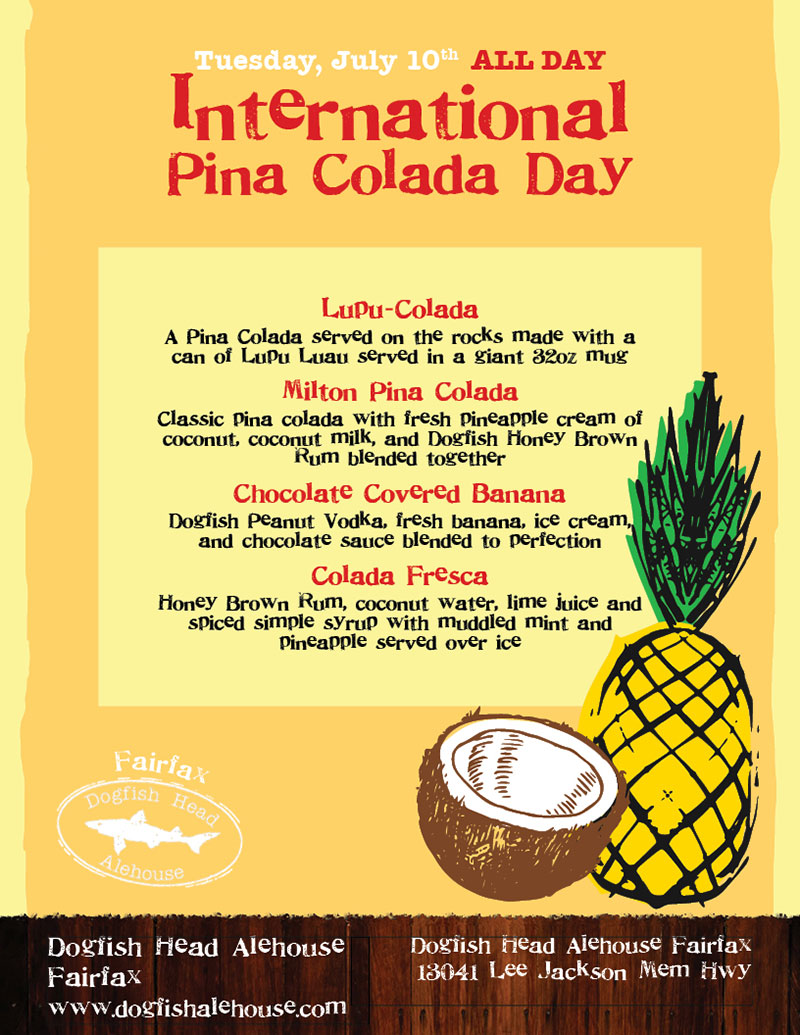 Tuesday, July 10th ALL DAY
International
Pina Colada Day
Lupu-Colada
A Pina Colada served on the rocks made with a
can of Lupu Luau served in a giant 32oz mug
Milton Pina Colada
Classic pina colada with fresh pineapple cream of
coconut, coconut milk, and Dogfish Honey Brown
Rum blended together
Chocolate Covered Banana
Dogfish Peanut Vodka, fresh banana, ice cream,
and chocolate sauce blended to perfection
Colada Fresca
Honey Brown Rum, coconut water, lime juice and
spiced simple syrup with muddled mint and
pineapple served over ice
Fairfax
Dogfish Head
Alehouse
Dogfish Head Alehouse
Fairfax
www.dogfishalehouse.com
Dogfish Head Alehouse Fairfax
13041 Lee Jackson Mem Hwy